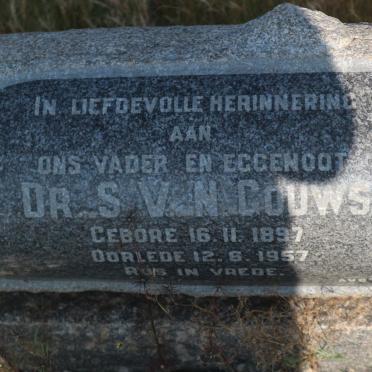 IN LIEFDEVOLLE HERINNERING
AAN
ONS VADER EN EGGENOOT
DR. S. V. N. GOUWS
GEBORE 16. 11. 1897
OORLEDE 12. 6. 1957.
RUS IN VREDE.